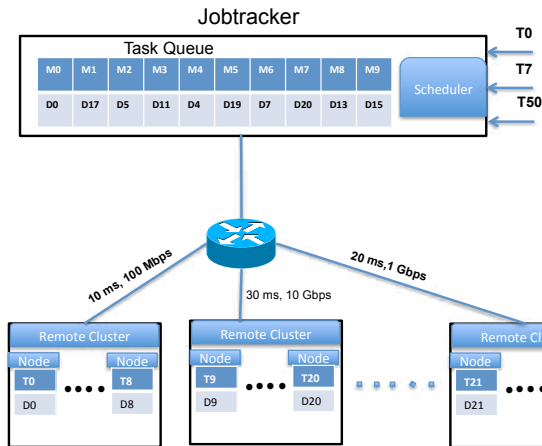 Jobtracker
Task Queue
M0 M1 M2 M3 M4 M5 M6 M7 M8 M9
D0 D17 D5 D11 D4 D19 D7 D20 D13 D15
Scheduler
T0
T7
T50
10 ms, 100 Mbps
30 ms, 10 Gbps
20 ms,1 Gbps
Remote Cluster
Node Node
T0 T8
D0 D8
Remote Cluster
Node Node
T9 T20
D9 D20
Remote Cl
Node
T21
D21